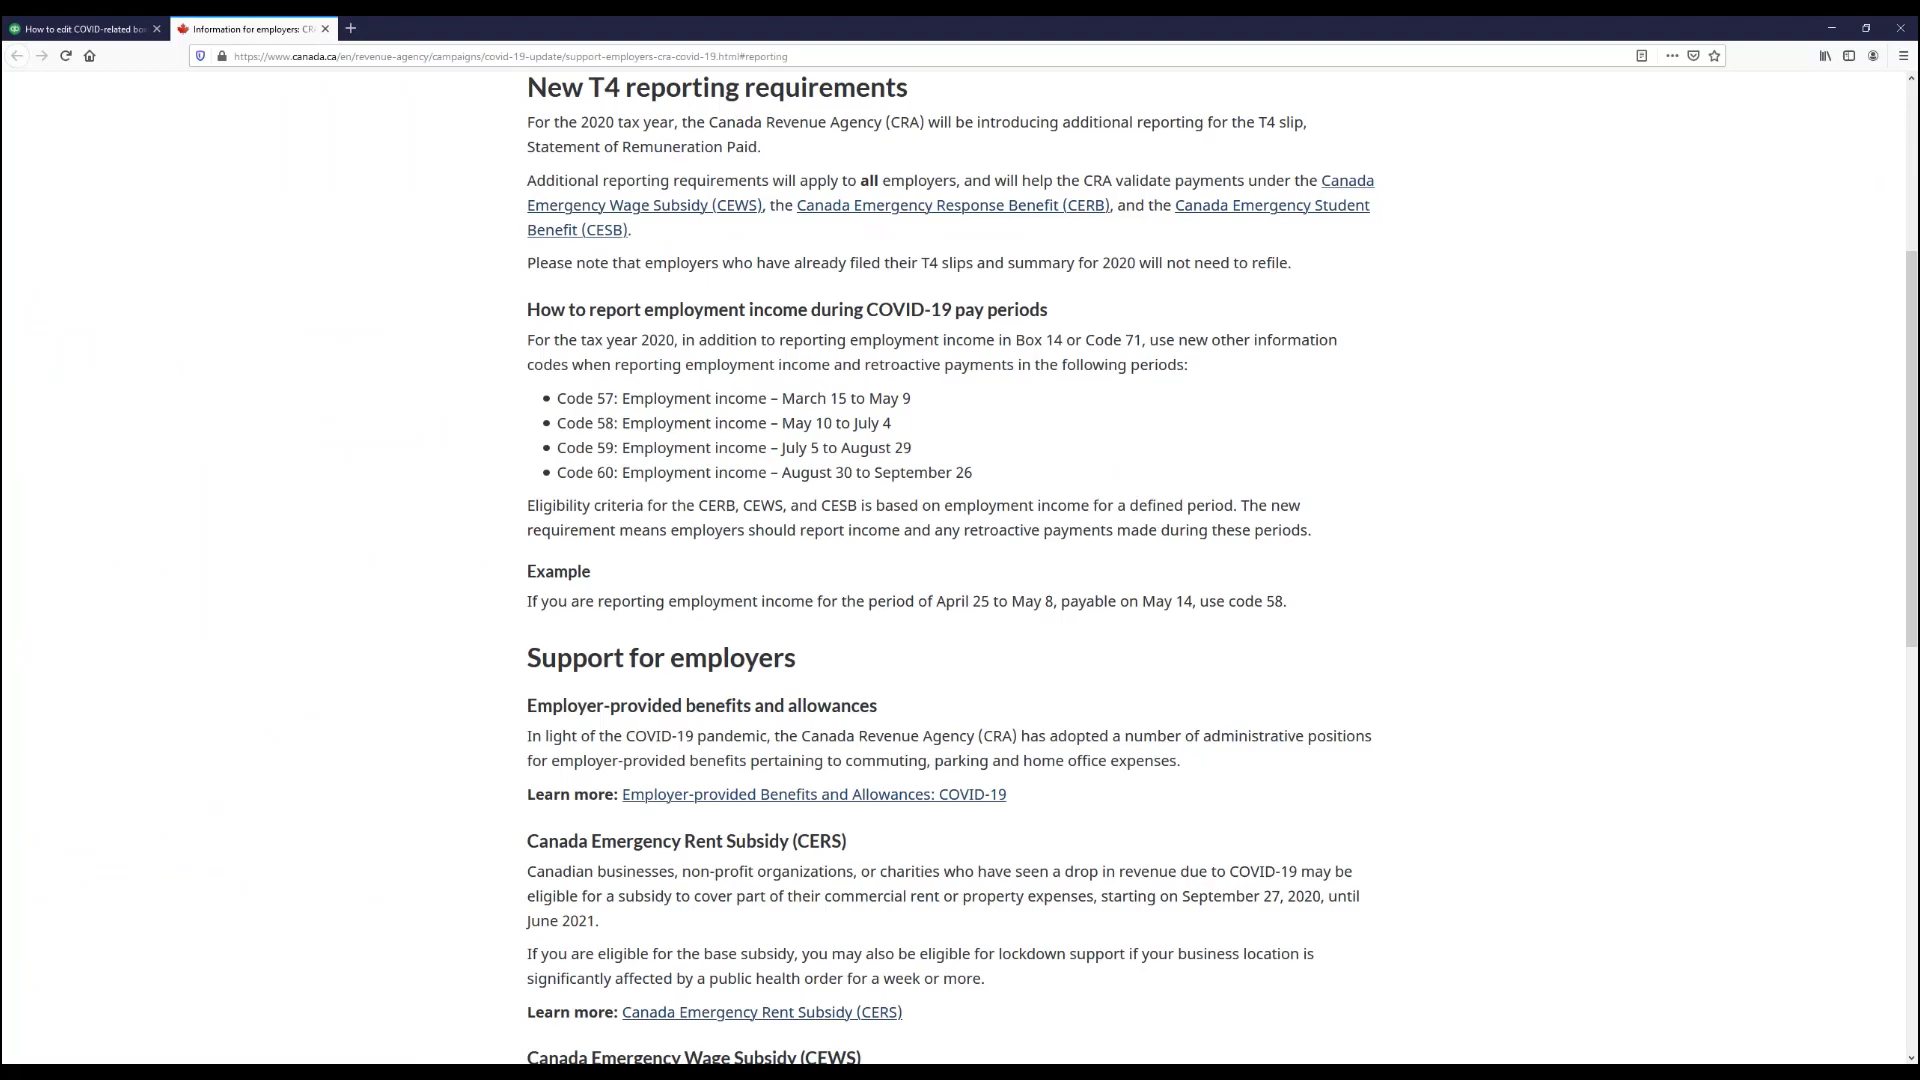 How to edit COVID-related bo
Information for employers: CR
https://www.canada.ca/en/revenue-agency/campaigns/covid-19-update/support-employers-cra-covid-19.html#reporting
New T4 reporting requirements
For the 2020 tax year, the Canada Revenue Agency (CRA) will be introducing additional reporting for the T4 slip,
Statement of Remuneration Paid.
Additional reporting requirements will apply to all employers, and will help the CRA validate payments under the Canada
Emergency Wage Subsidy (CEWS), the Canada Emergency Response Benefit (CERB), and the Canada Emergency Student
Benefit (CESB).
Please note that employers who have already filed their T4 slips and summary for 2020 will not need to refile.
How to report employment income during COVID-19 pay periods
For the tax year 2020, in addition to reporting employment income in Box 14 or Code 71, use new other information
codes when reporting employment income and retroactive payments in the following periods:
• Code 57: Employment income – March 15 to May 9
• Code 58: Employment income – May 10 to July 4
• Code 59: Employment income – July 5 to August 29
• Code 60: Employment income – August 30 to September 26
Eligibility criteria for the CERB, CEWS, and CESB is based on employment income for a defined period. The new
requirement means employers should report income and any retroactive payments made during these periods.
Example
If you are reporting employment income for the period of April 25 to May 8, payable on May 14, use code 58.
Support for employers
Employer-provided benefits and allowances
In light of the COVID-19 pandemic, the Canada Revenue Agency (CRA) has adopted a number of administrative positions
for employer-provided benefits pertaining to commuting, parking and home office expenses.
Learn more: Employer-provided Benefits and Allowances: COVID-19
Canada Emergency Rent Subsidy (CERS)
Canadian businesses, non-profit organizations, or charities who have seen a drop in revenue due to COVID-19 may be
eligible for a subsidy to cover part of their commercial rent or property expenses, starting on September 27, 2020, until
June 2021.
If you are eligible for the base subsidy, you may also be eligible for lockdown support if your business location is
significantly affected by a public health order for a week or more.
Learn more: Canada Emergency Rent Subsidy (CERS)
Canada Emergency Wage Subsidy (CEWS)